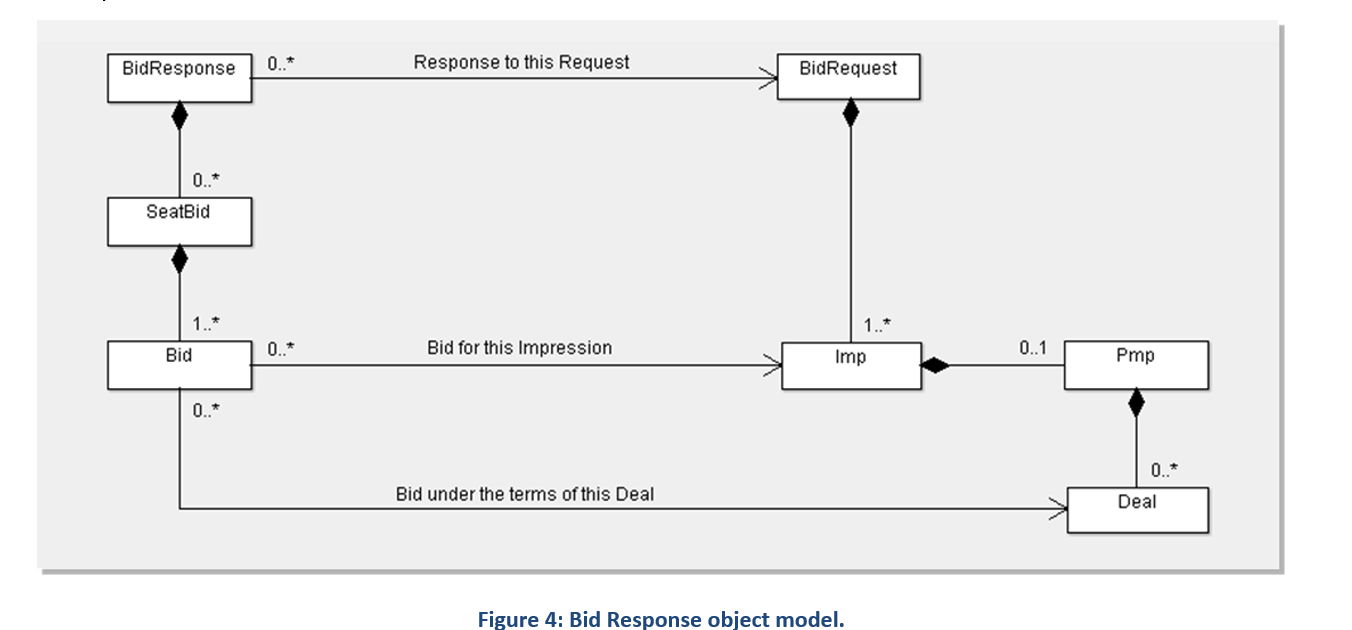 BidResponse
0..*
Response to this Request
BidRequest
0..*
SeatBid
1..*
1..*
Bid
0..*
Bid for this Impression
Imp
0..1
Pmp
0..*
0..*
Bid under the terms of this Deal
Deal
Figure 4: Bid Response object model.